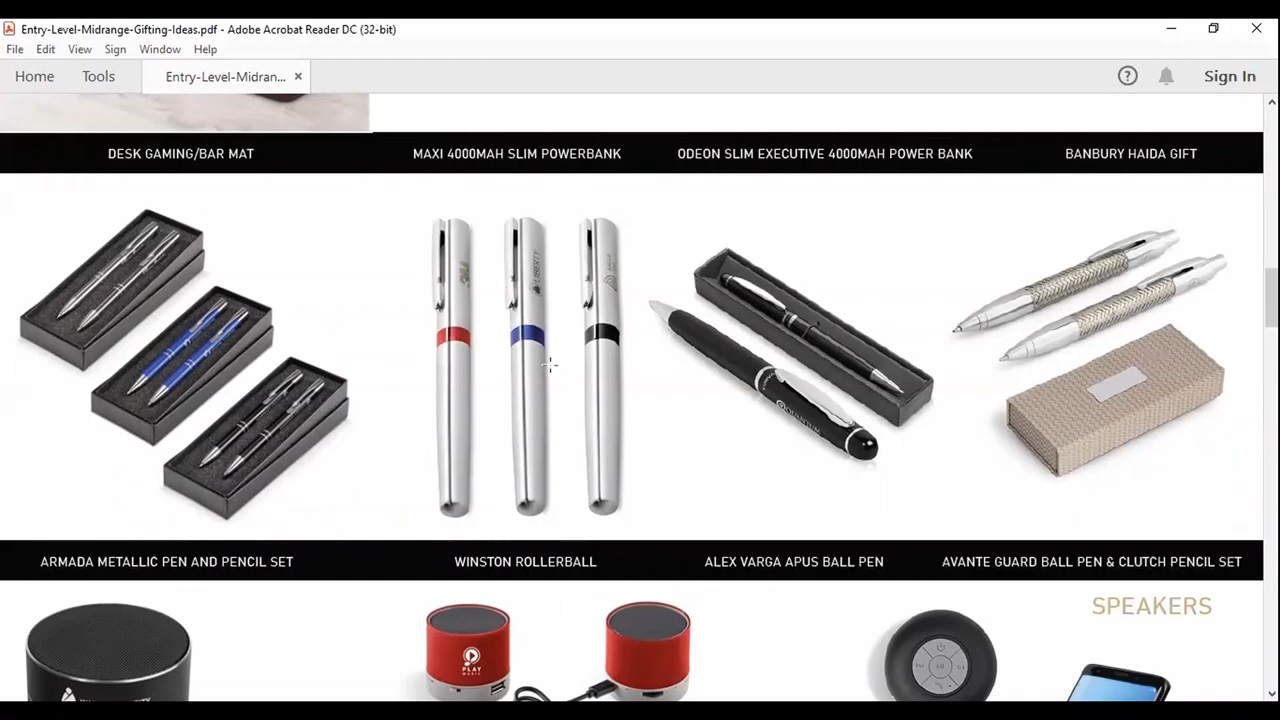 Entry-Level-Midrange-Gifting-Ideas.pdf - Adobe Acrobat Reader DC (32-bit)
File Edit View Sign Window Help
Home Tools Entry-Level-Midran... × ? Sign In
DESK GAMING/BAR MAT MAXI 4000MAH SLIM POWERBANK ODEON SLIM EXECUTIVE 4000MAH POWER BANK BANBURY HAIDA GIFT
LIBERTY
QUANTUM
ARMADA METALLIC PEN AND PENCIL SET WINSTON ROLLERBALL ALEX VARGA APUS BALL PEN AVANTE GUARD BALL PEN & CLUTCH PENCIL SET
SPEAKERS
PLAY
MUSIC